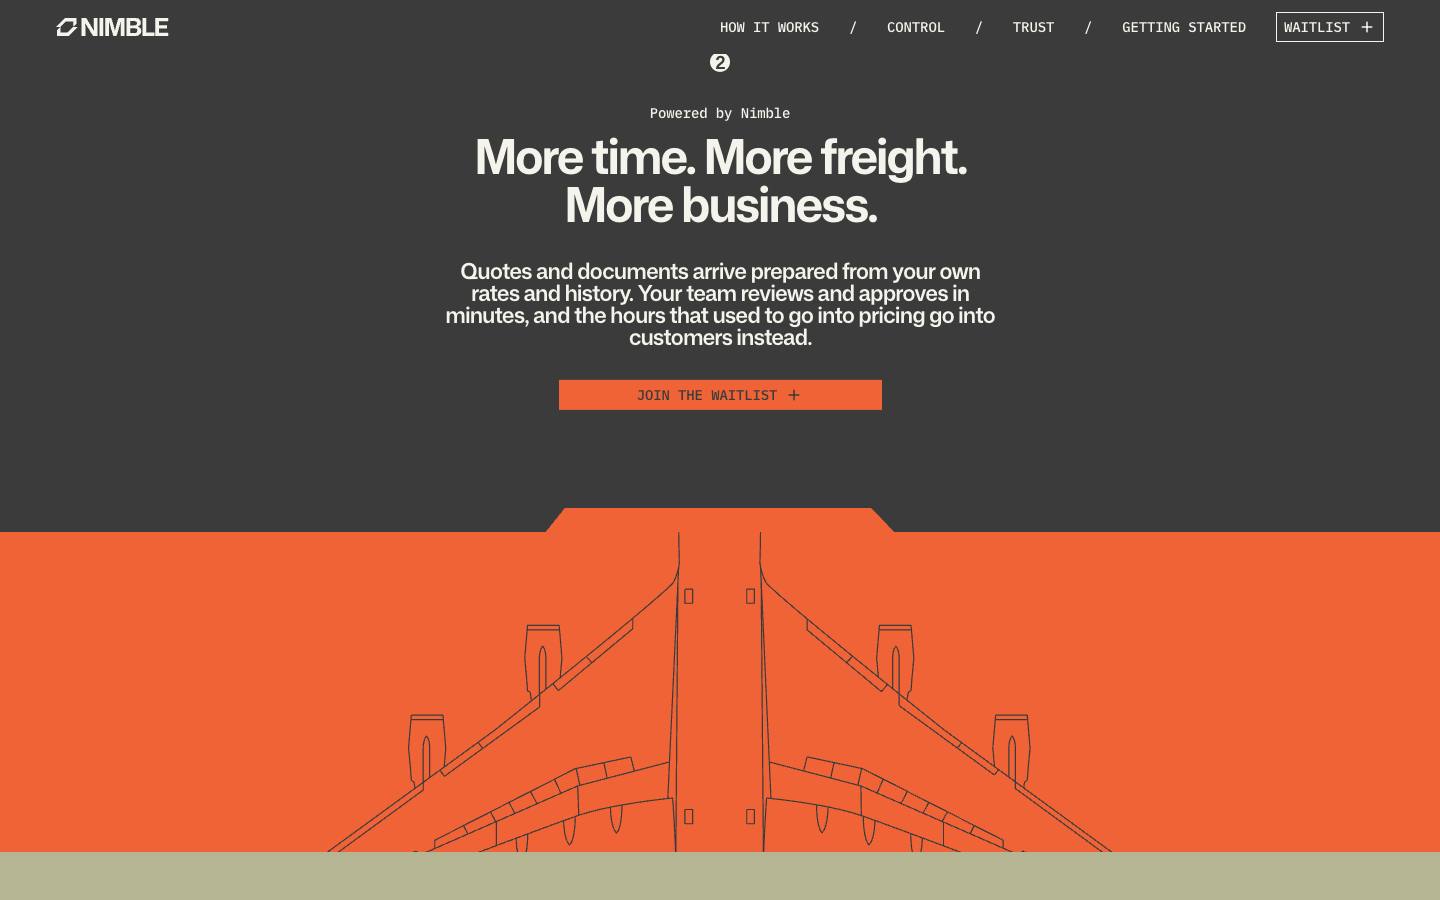 NIMBLE
HOW IT WORKS / CONTROL / TRUST / GETTING STARTED WAITLIST +
2
Powered by Nimble
More time. More freight.
More business.
Quotes and documents arrive prepared from your own
rates and history. Your team reviews and approves in
minutes, and the hours that used to go into pricing go into
customers instead.
JOIN THE WAITLIST +